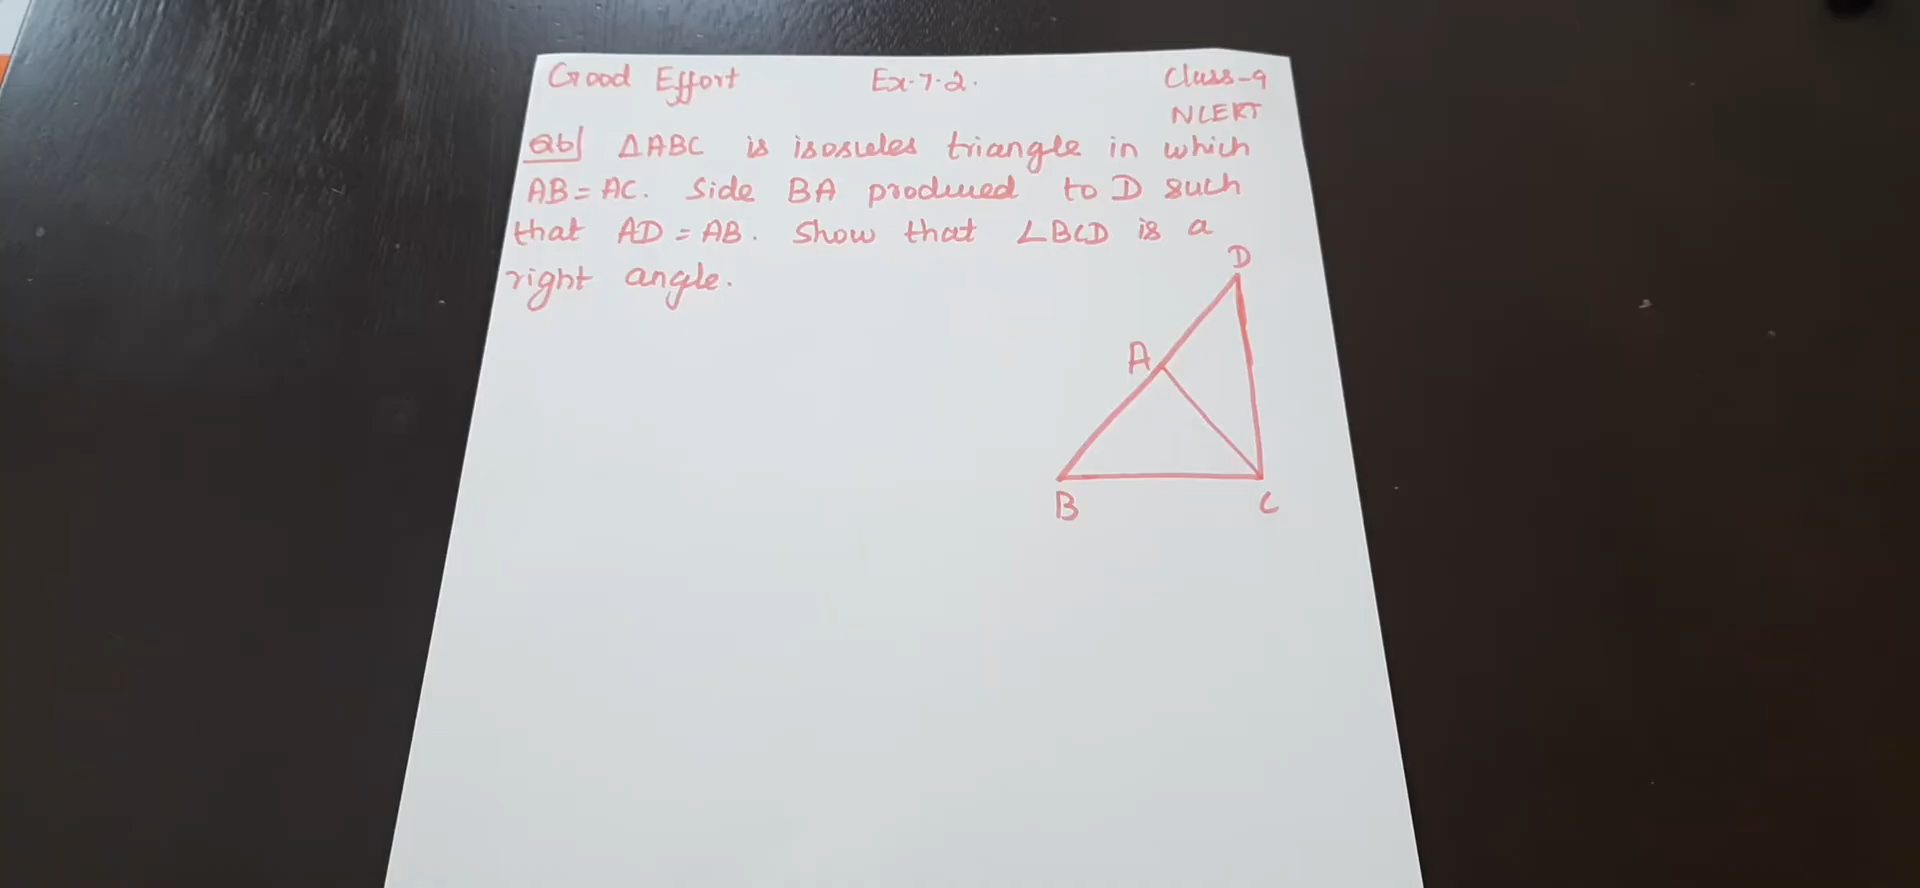 Good Effort Ex.7.2. Class-9
NCERT
Q6) ΔABC is isosceles triangle in which
AB = AC. Side BA produced to D such
that AD = AB. Show that ∠BCD is a
right angle.
D
A
B C